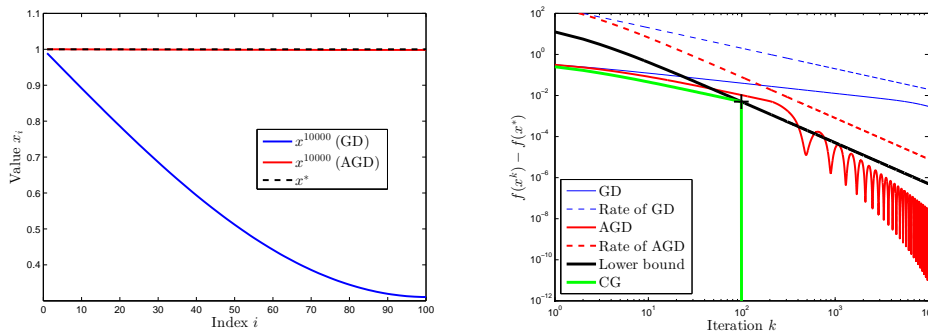 1.1
1
0.9
0.8
0.7
0.6
0.5
0.4
Value x_i
0 10 20 30 40 50 60 70 80 90 100
Index i
x^{10000} (GD)
x^{10000} (AGD)
x^*
10^2
10^0
10^{-2}
10^{-4}
10^{-6}
10^{-8}
10^{-10}
10^{-12}
f(x^k) − f(x^*)
10^0 10^1 10^2 10^3
Iteration k
GD
Rate of GD
AGD
Rate of AGD
Lower bound
CG